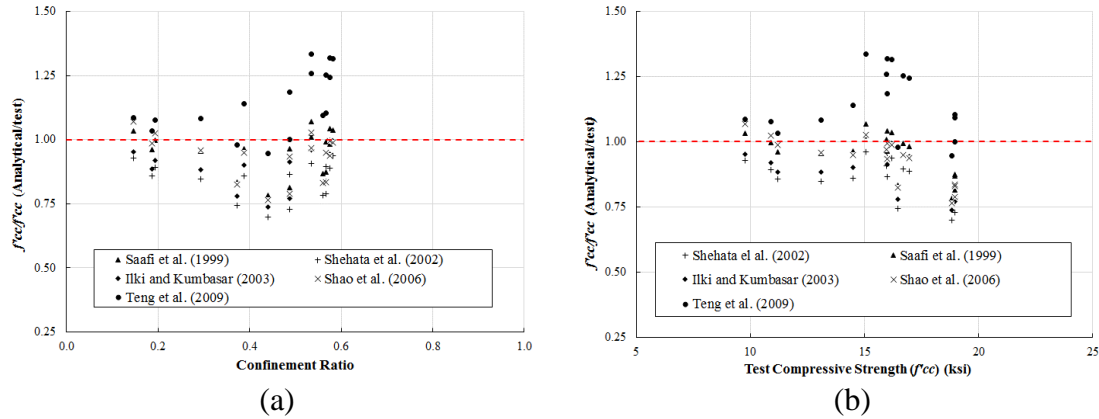 1.50
1.25
1.00
0.75
0.50
0.25
f'cc/f'cc (Analytical/test)
Saafi et al. (1999)
Shehata et al. (2002)
Ilki and Kumbasar (2003)
Shao et al. (2006)
Teng et al. (2009)
0.0 0.2 0.4 0.6 0.8 1.0
Confinement Ratio
(a)
1.50
1.25
1.00
0.75
0.50
0.25
f'cc/f'cc (Analytical/test)
Shehata el al. (2002)
Saafi et al. (1999)
Ilki and Kumbasar (2003)
Shao et al. (2006)
Teng et al. (2009)
5 10 15 20 25
Test Compressive Strength (f'cc) (ksi)
(b)